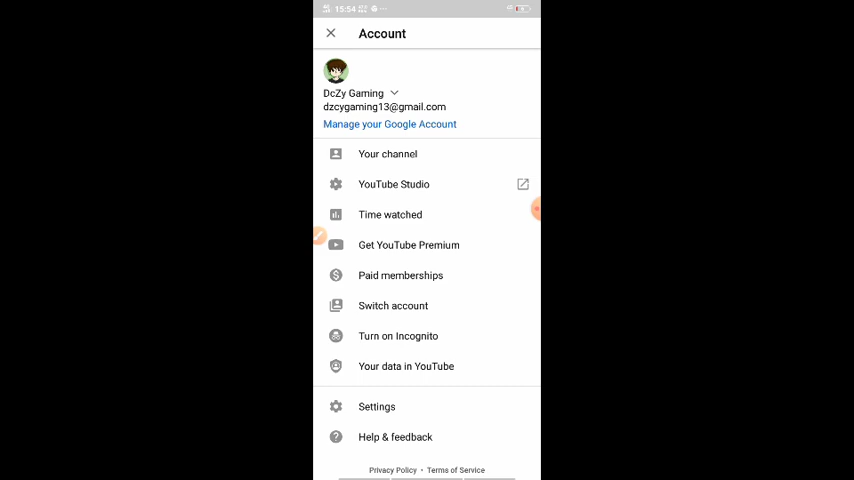 15:54
Account
DcZy Gaming
dzcygaming13@gmail.com
Manage your Google Account
Your channel
YouTube Studio
Time watched
Get YouTube Premium
Paid memberships
Switch account
Turn on Incognito
Your data in YouTube
Settings
Help & feedback
Privacy Policy • Terms of Service